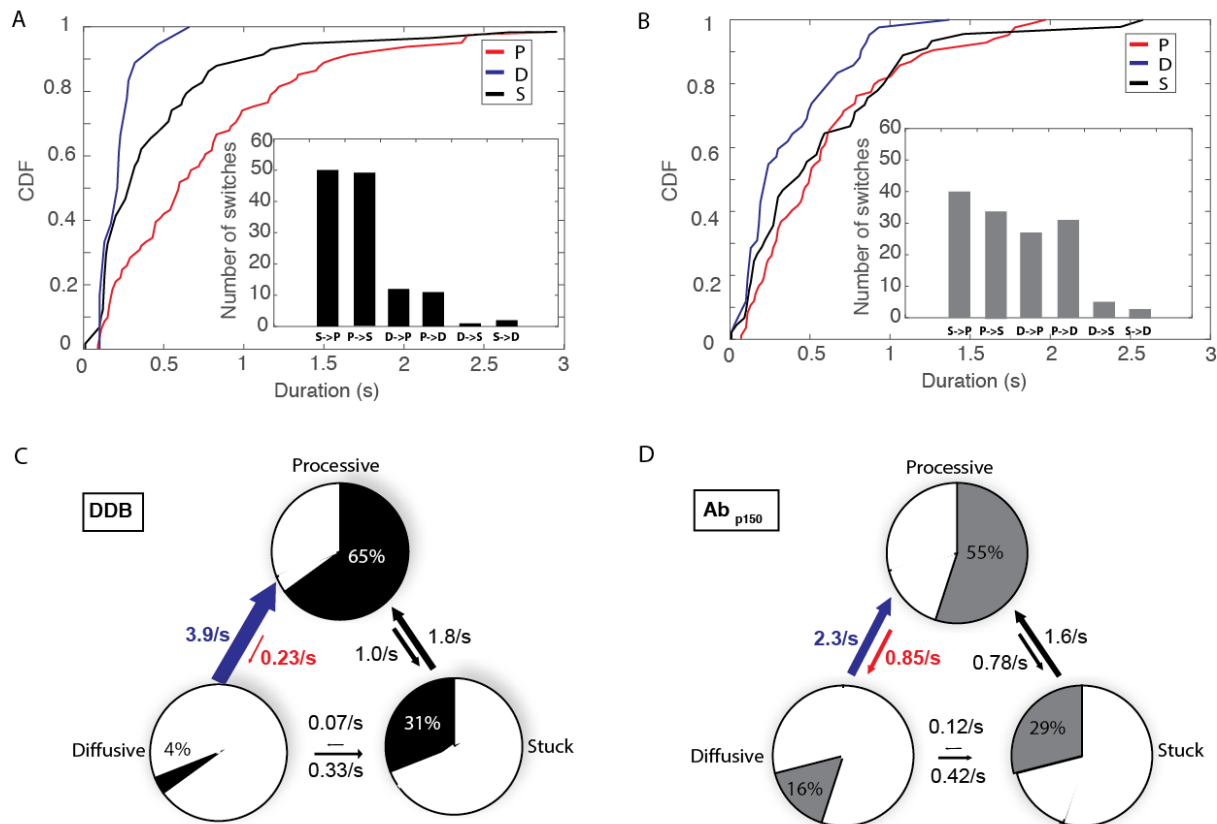 A
CDF
1
0.8
0.6
0.4
0.2
0
0
0.5
1
1.5
2
2.5
3
Duration (s)
P
D
S
Number of switches
60
50
40
30
20
10
0
S->P
P->S
D->P
P->D
D->S
S->D
B
CDF
1
0.8
0.6
0.4
0.2
0
0
0.5
1
1.5
2
2.5
3
Duration (s)
P
D
S
Number of switches
60
50
40
30
20
10
0
S->P
P->S
D->P
P->D
D->S
S->D
C
DDB
Processive
65%
3.9/s
0.23/s
1.0/s
1.8/s
Diffusive
4%
0.07/s
0.33/s
31%
Stuck
D
Ab p150
Processive
55%
2.3/s
0.85/s
0.78/s
1.6/s
Diffusive
16%
0.12/s
0.42/s
29%
Stuck